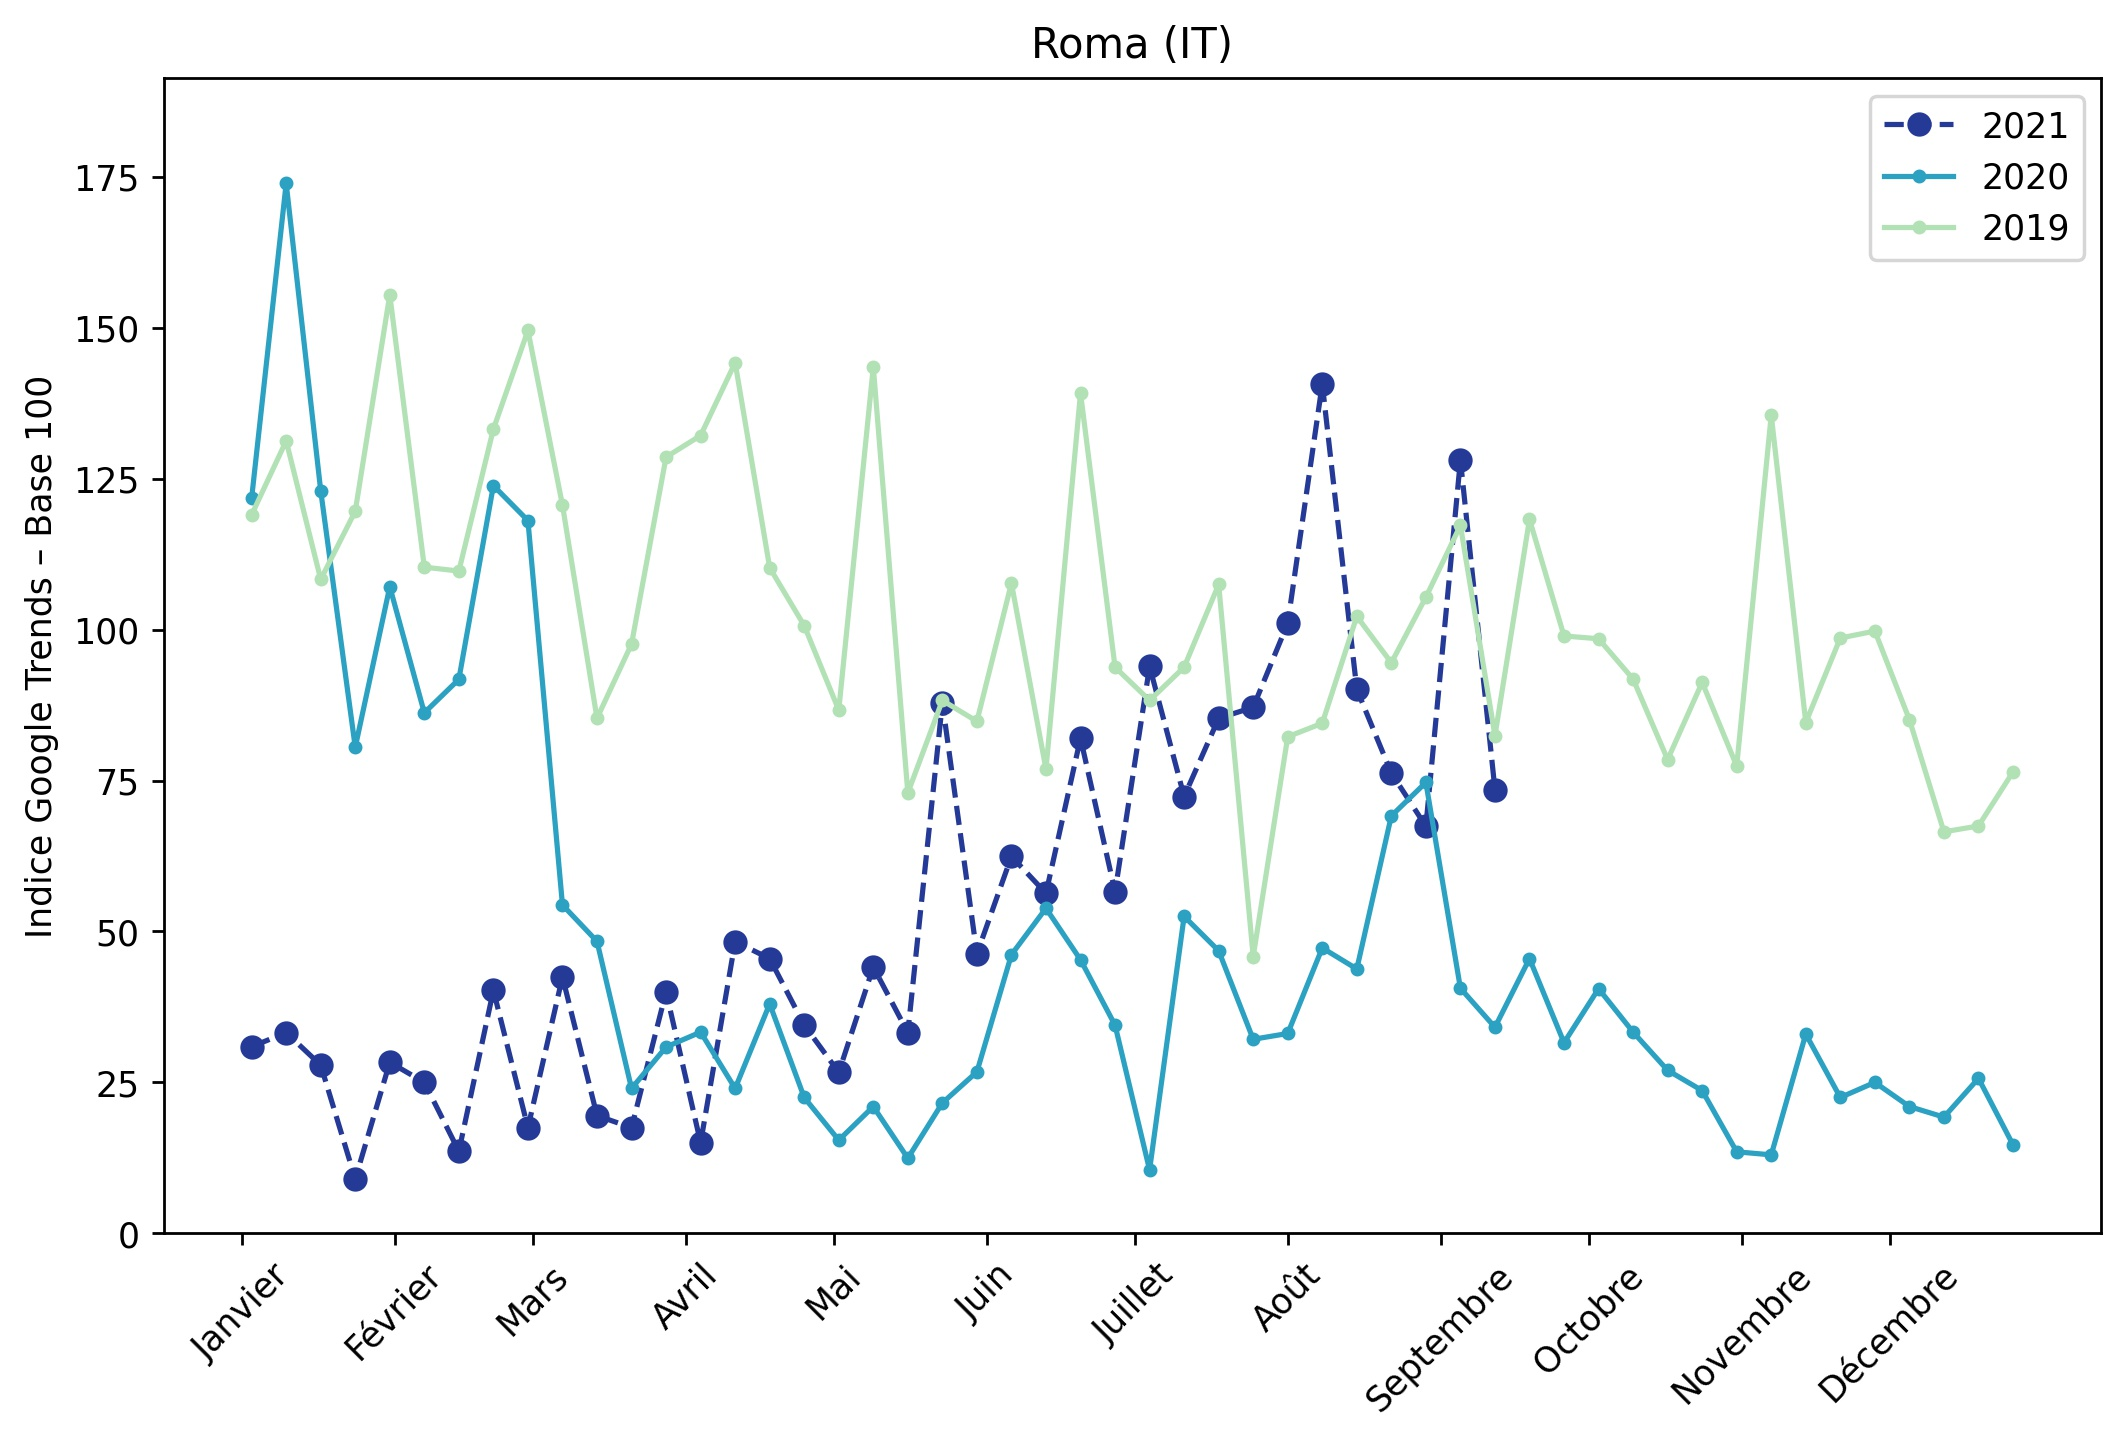 Roma (IT)
2021
2020
2019
Indice Google Trends – Base 100
175
150
125
100
75
50
25
0
Janvier
Février
Mars
Avril
Mai
Juin
Juillet
Août
Septembre
Octobre
Novembre
Décembre